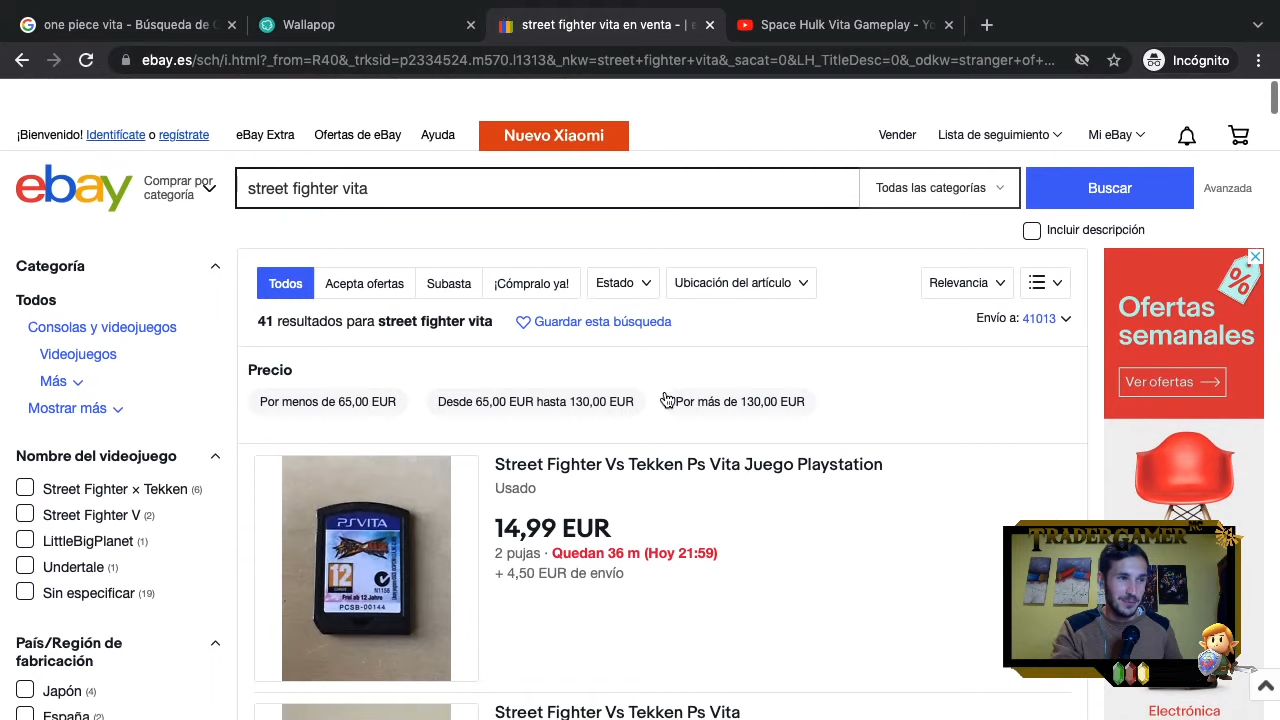 one piece vita - Búsqueda de G
Wallapop
street fighter vita en venta - | e
Space Hulk Vita Gameplay - Yo
ebay.es/sch/i.html?_from=R40&_trksid=p2334524.m570.l1313&_nkw=street+fighter+vita&_sacat=0&LH_TitleDesc=0&_odkw=stranger+of+...
Incógnito
¡Bienvenido! Identifícate o regístrate
eBay Extra
Ofertas de eBay
Ayuda
Nuevo Xiaomi
Vender
Lista de seguimiento
Mi eBay
ebay
Comprar por
categoría
street fighter vita
Todas las categorías
Buscar
Avanzada
Incluir descripción
Categoría
Todos
Consolas y videojuegos
Videojuegos
Más
Mostrar más
Nombre del videojuego
Street Fighter × Tekken (6)
Street Fighter V (2)
LittleBigPlanet (1)
Undertale (1)
Sin especificar (19)
País/Región de
fabricación
Japón (4)
España (2)
Todos
Acepta ofertas
Subasta
¡Cómpralo ya!
Estado
Ubicación del artículo
Relevancia
41 resultados para street fighter vita
Guardar esta búsqueda
Envío a: 41013
Precio
Por menos de 65,00 EUR
Desde 65,00 EUR hasta 130,00 EUR
Por más de 130,00 EUR
PSVITA
12
N1158
Frei ab 12 Jahre
PCSB-00144
Street Fighter Vs Tekken Ps Vita Juego Playstation
Usado
14,99 EUR
2 pujas · Quedan 36 m (Hoy 21:59)
+ 4,50 EUR de envío
Street Fighter Vs Tekken Ps Vita
%
Ofertas
semanales
Ver ofertas
TRADERGAMER
Electrónica